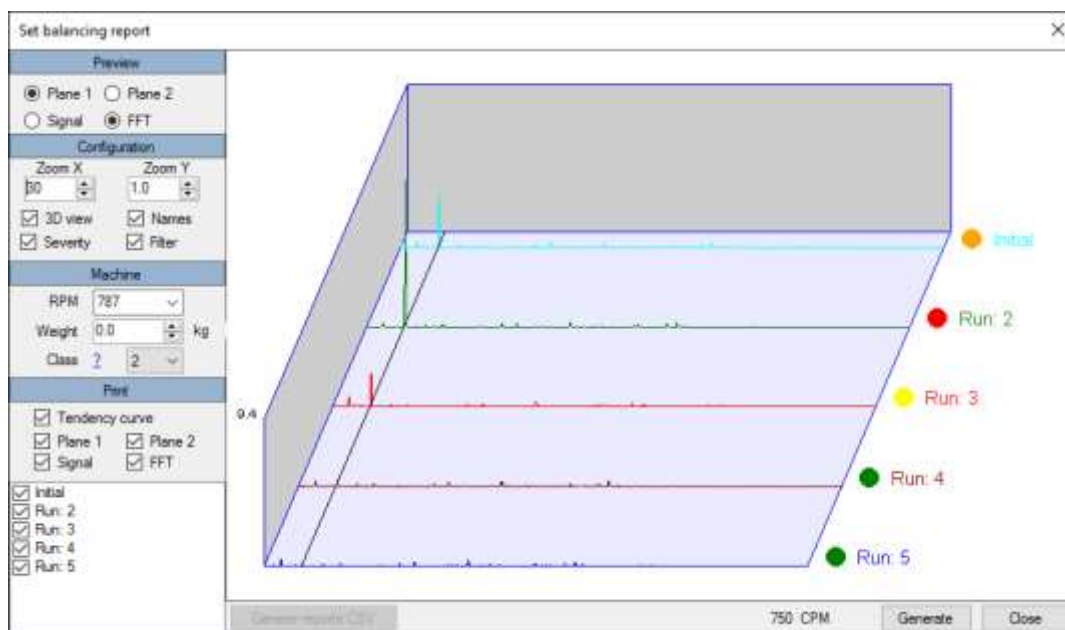 Set balancing report
Preview
Plane 1 Plane 2
Signal FFT
Configuration
Zoom X Zoom Y
30 1.0
3D view Names
Severity Filter
Machine
RPM 787
Weight 0.0 kg
Class ? 2
Print
Tendency curve
Plane 1 Plane 2
Signal FFT
Initial
Run: 2
Run: 3
Run: 4
Run: 5
9.4
Initial
Run: 2
Run: 3
Run: 4
Run: 5
750 CPM Generate Close